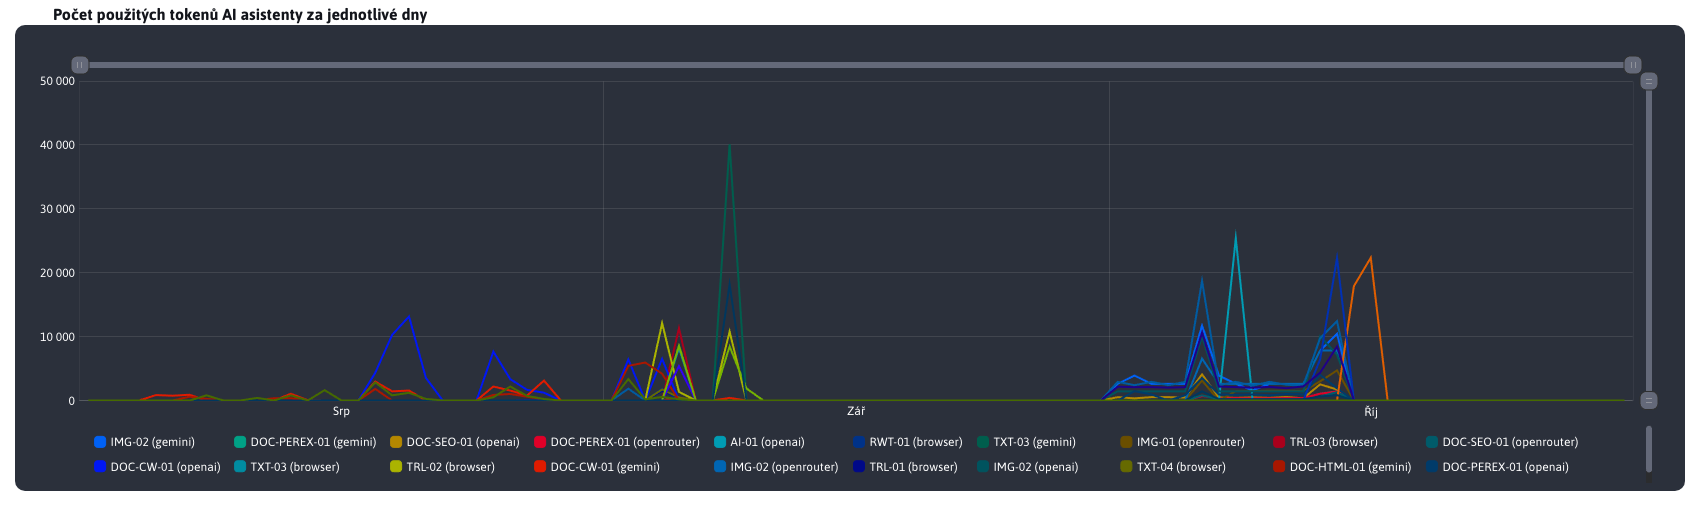 Počet použitých tokenů AI asistenty za jednotlivé dny
50 000
40 000
30 000
20 000
10 000
0
Srp Zář Říj
IMG-02 (gemini) DOC-PEREX-01 (gemini) DOC-SEO-01 (openai) DOC-PEREX-01 (openrouter) AI-01 (openai) RWT-01 (browser) TXT-03 (gemini) IMG-01 (openrouter) TRL-03 (browser) DOC-SEO-01 (openrouter)
DOC-CW-01 (openai) TXT-03 (browser) TRL-02 (browser) DOC-CW-01 (gemini) IMG-02 (openrouter) TRL-01 (browser) IMG-02 (openai) TXT-04 (browser) DOC-HTML-01 (gemini) DOC-PEREX-01 (openai)